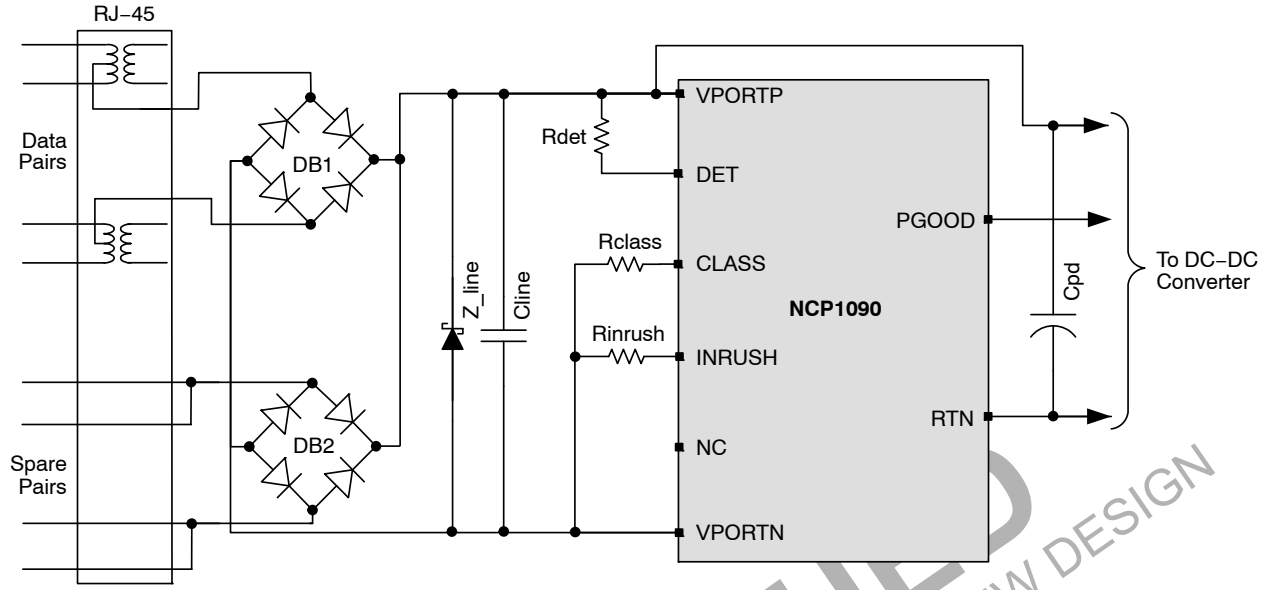 RJ−45
Data
Pairs
Spare
Pairs
DB1
DB2
Z_line
Cline
Rdet
Rclass
Rinrush
VPORTP
DET
CLASS
INRUSH
NC
VPORTN
NCP1090
PGOOD
RTN
Cpd
To DC−DC
Converter
DESIGN